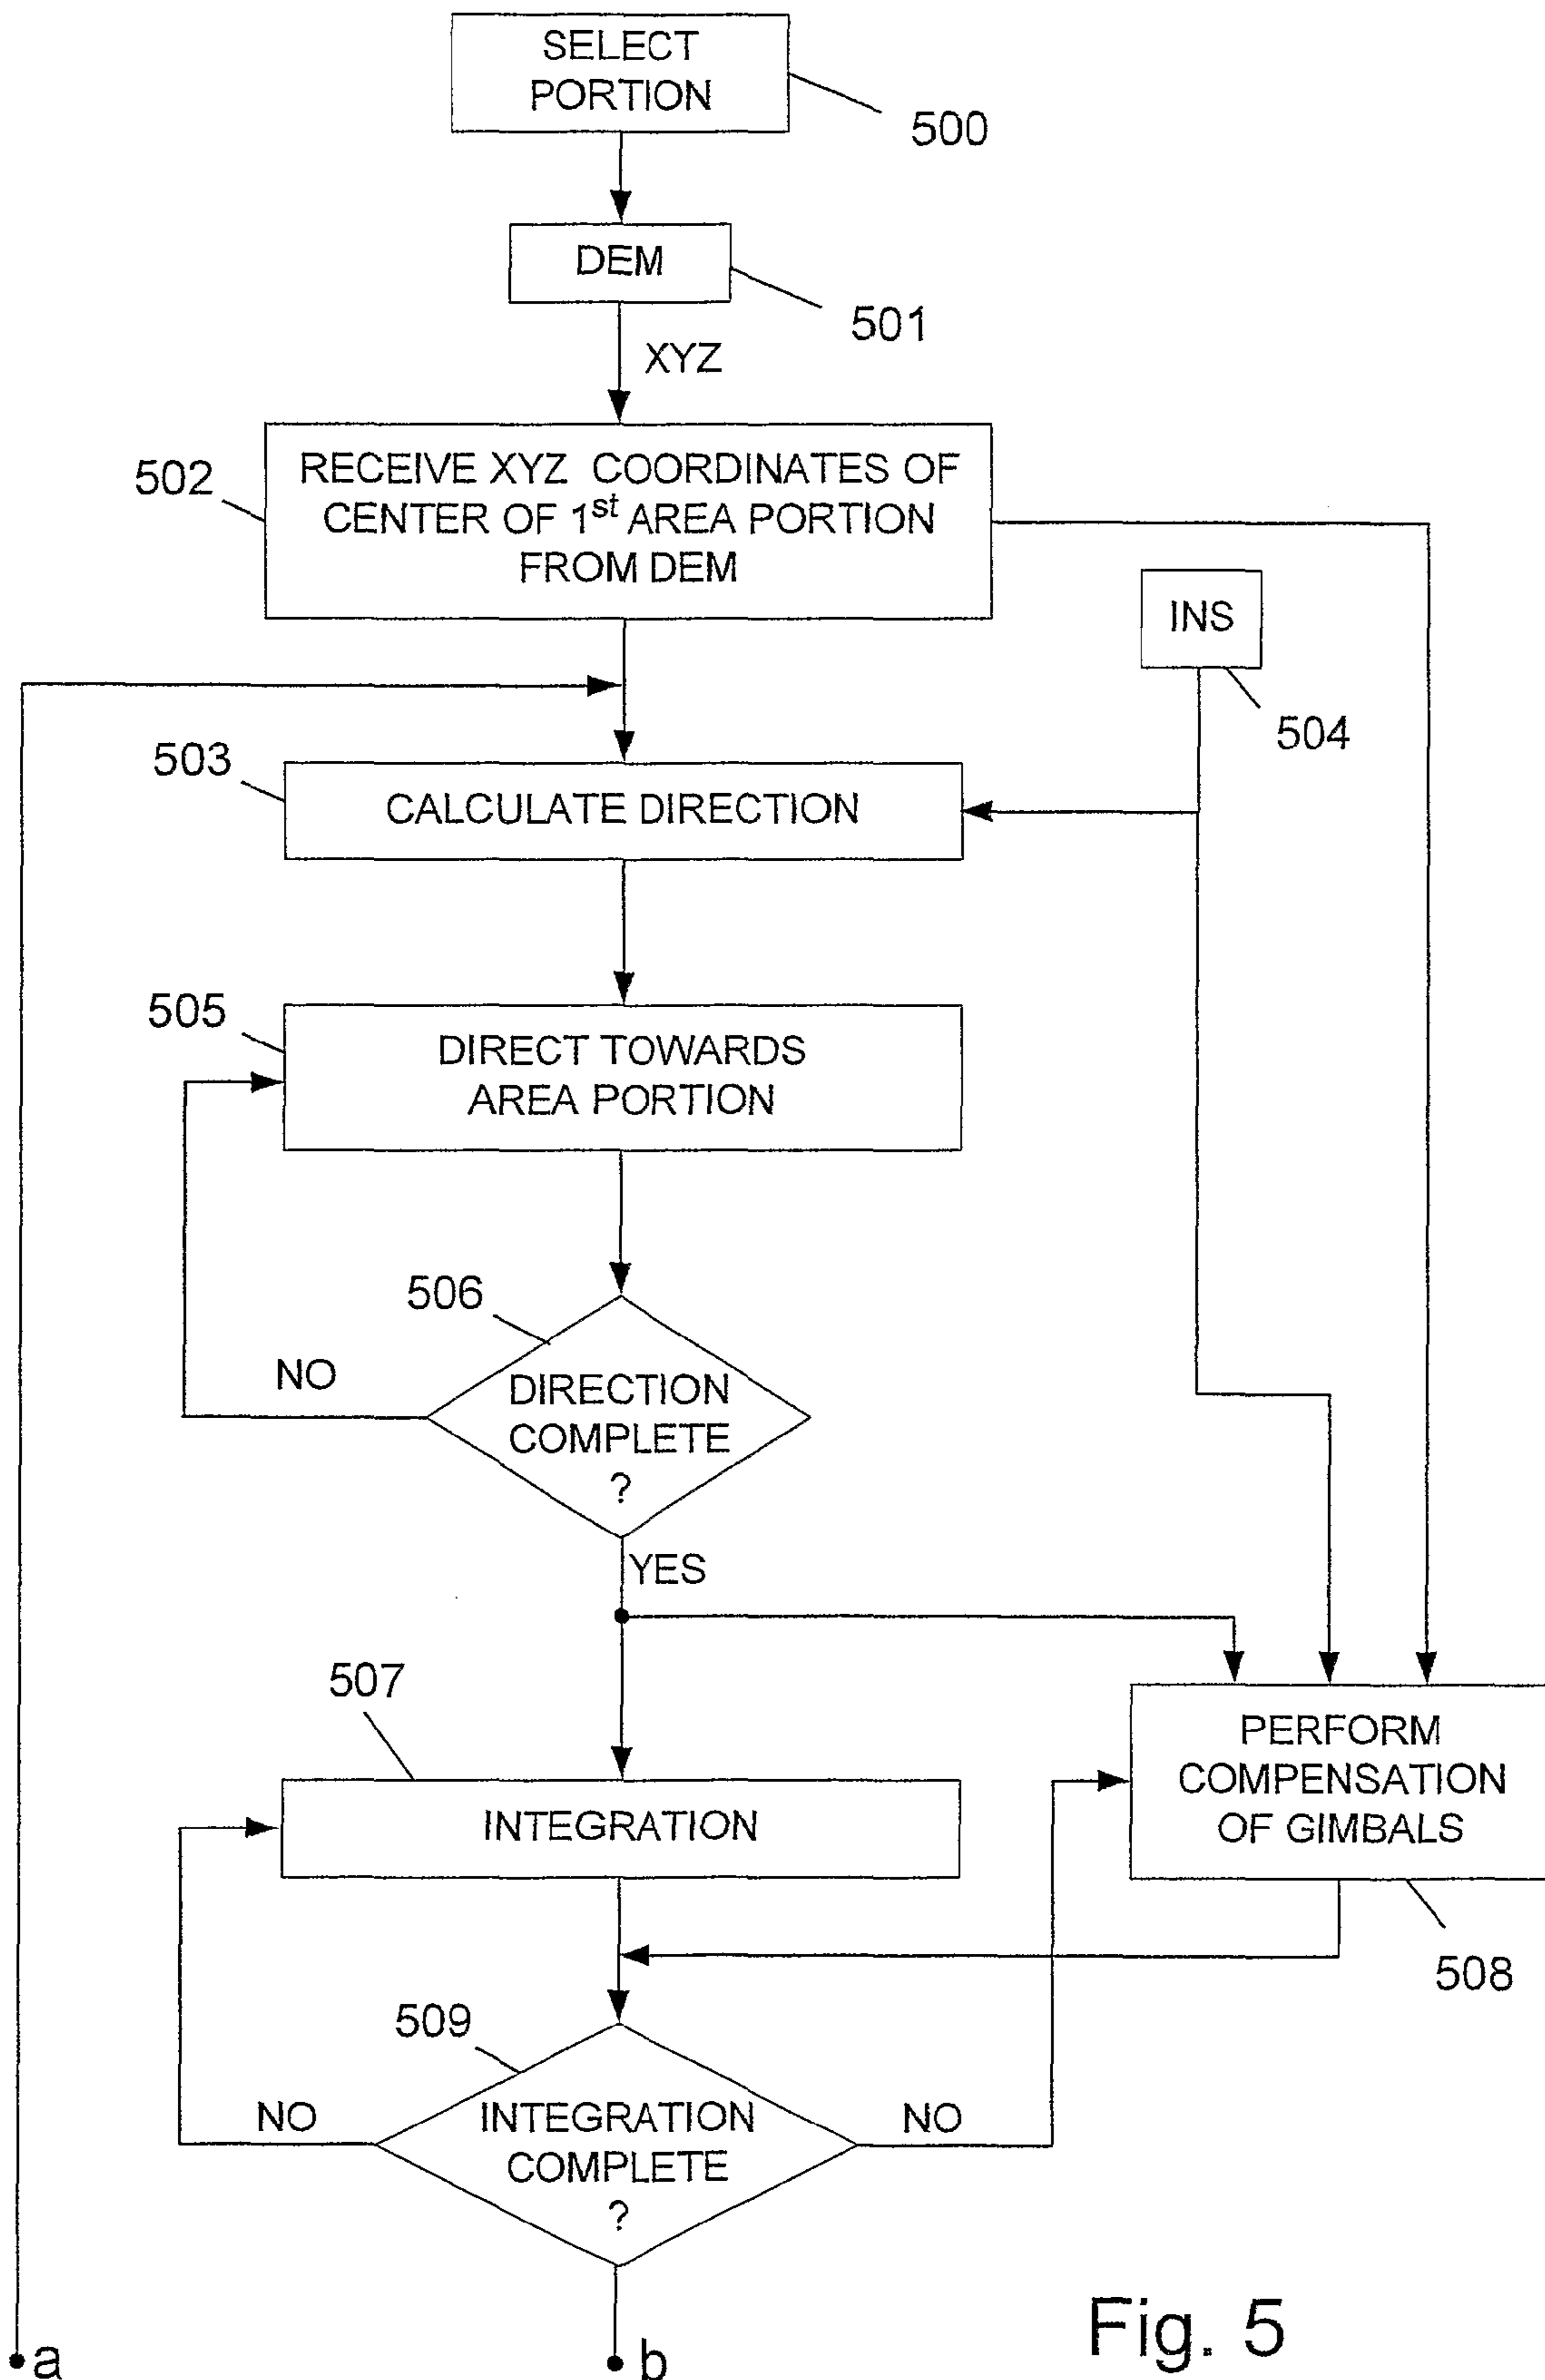 SELECT
PORTION
500
DEM
501
XYZ
502
RECEIVE XYZ COORDINATES OF
CENTER OF 1st AREA PORTION
FROM DEM
INS
504
503
CALCULATE DIRECTION
505
DIRECT TOWARDS
AREA PORTION
506
NO
DIRECTION
COMPLETE
?
YES
507
INTEGRATION
PERFORM
COMPENSATION
OF GIMBALS
508
509
NO
INTEGRATION
COMPLETE
?
NO
a
b
Fig. 5